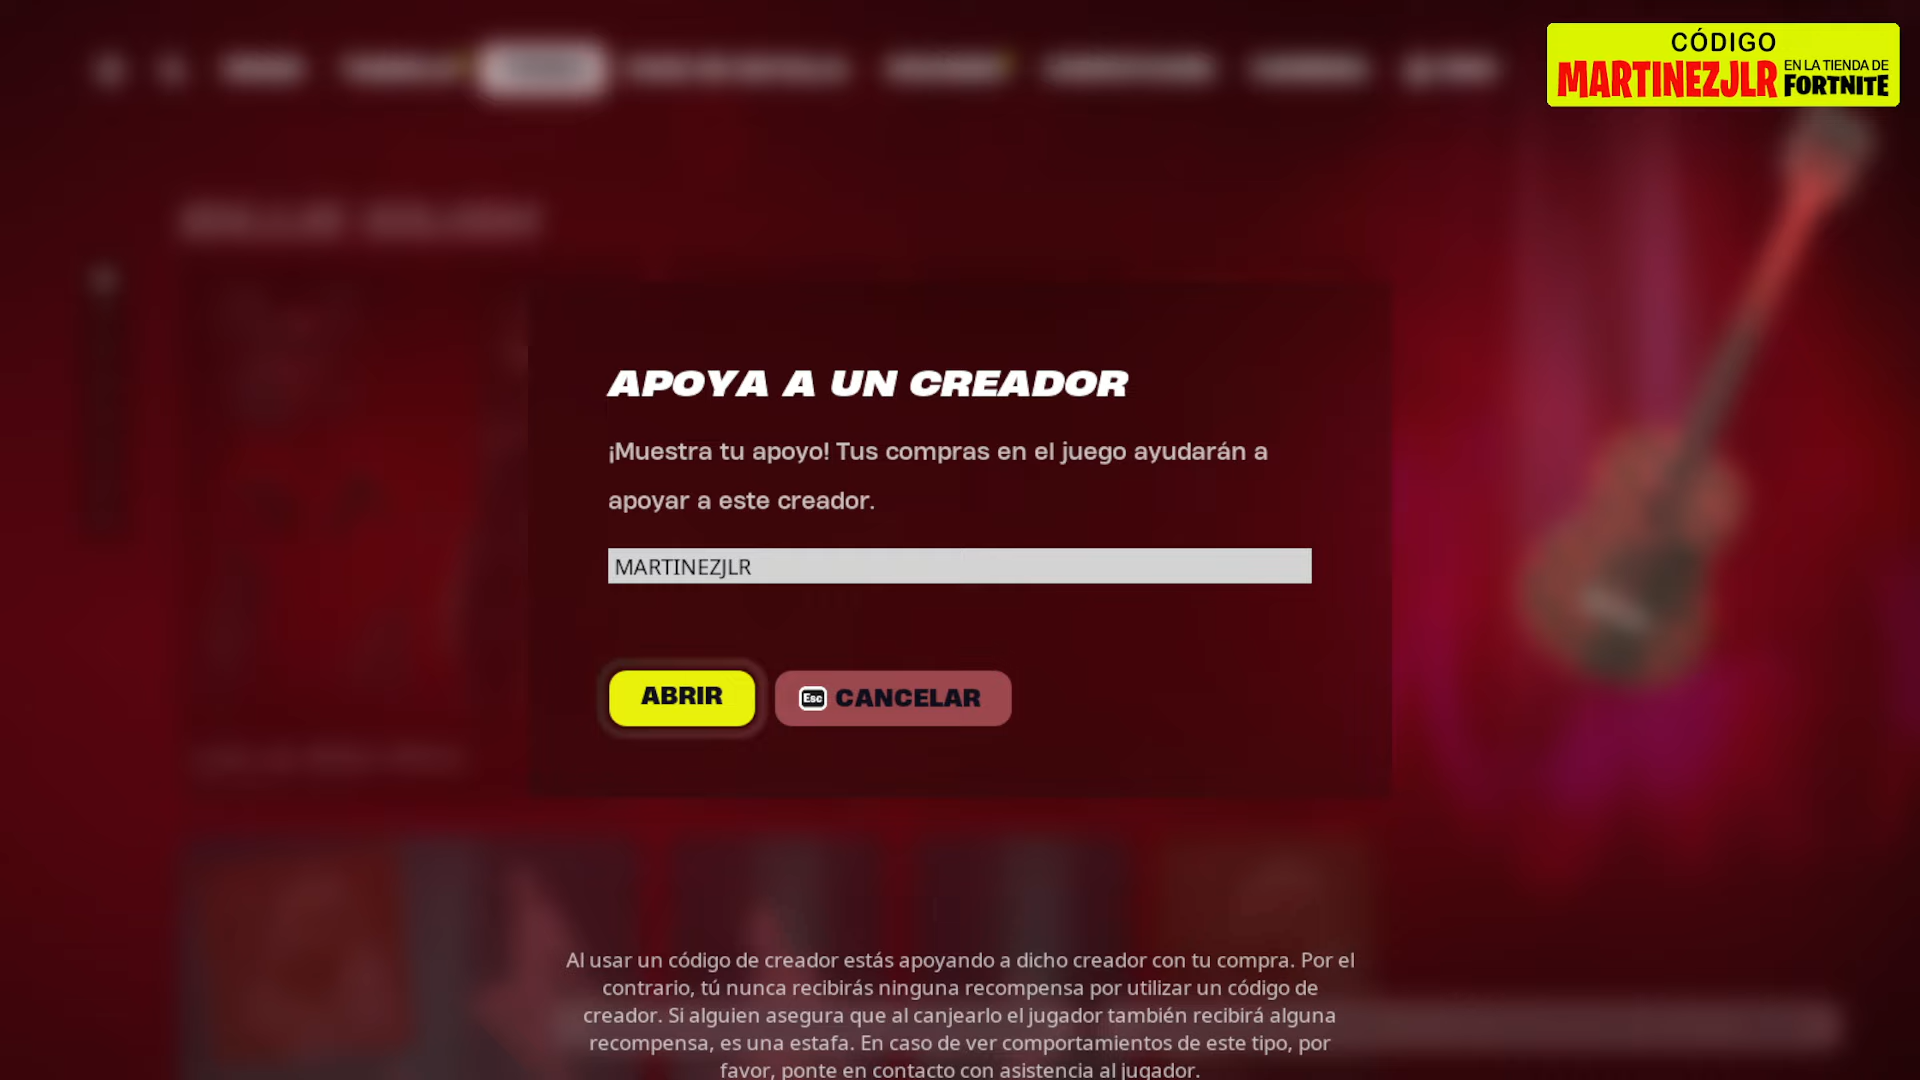 CÓDIGO
MARTINEZJLR EN LA TIENDA DE FORTNITE
APOYA A UN CREADOR
¡Muestra tu apoyo! Tus compras en el juego ayudarán a
apoyar a este creador.
MARTINEZJLR
ABRIR
Esc CANCELAR
Al usar un código de creador estás apoyando a dicho creador con tu compra. Por el
contrario, tú nunca recibirás ninguna recompensa por utilizar un código de
creador. Si alguien asegura que al canjearlo el jugador también recibirá alguna
recompensa, es una estafa. En caso de ver comportamientos de este tipo, por
favor, ponte en contacto con asistencia al jugador.